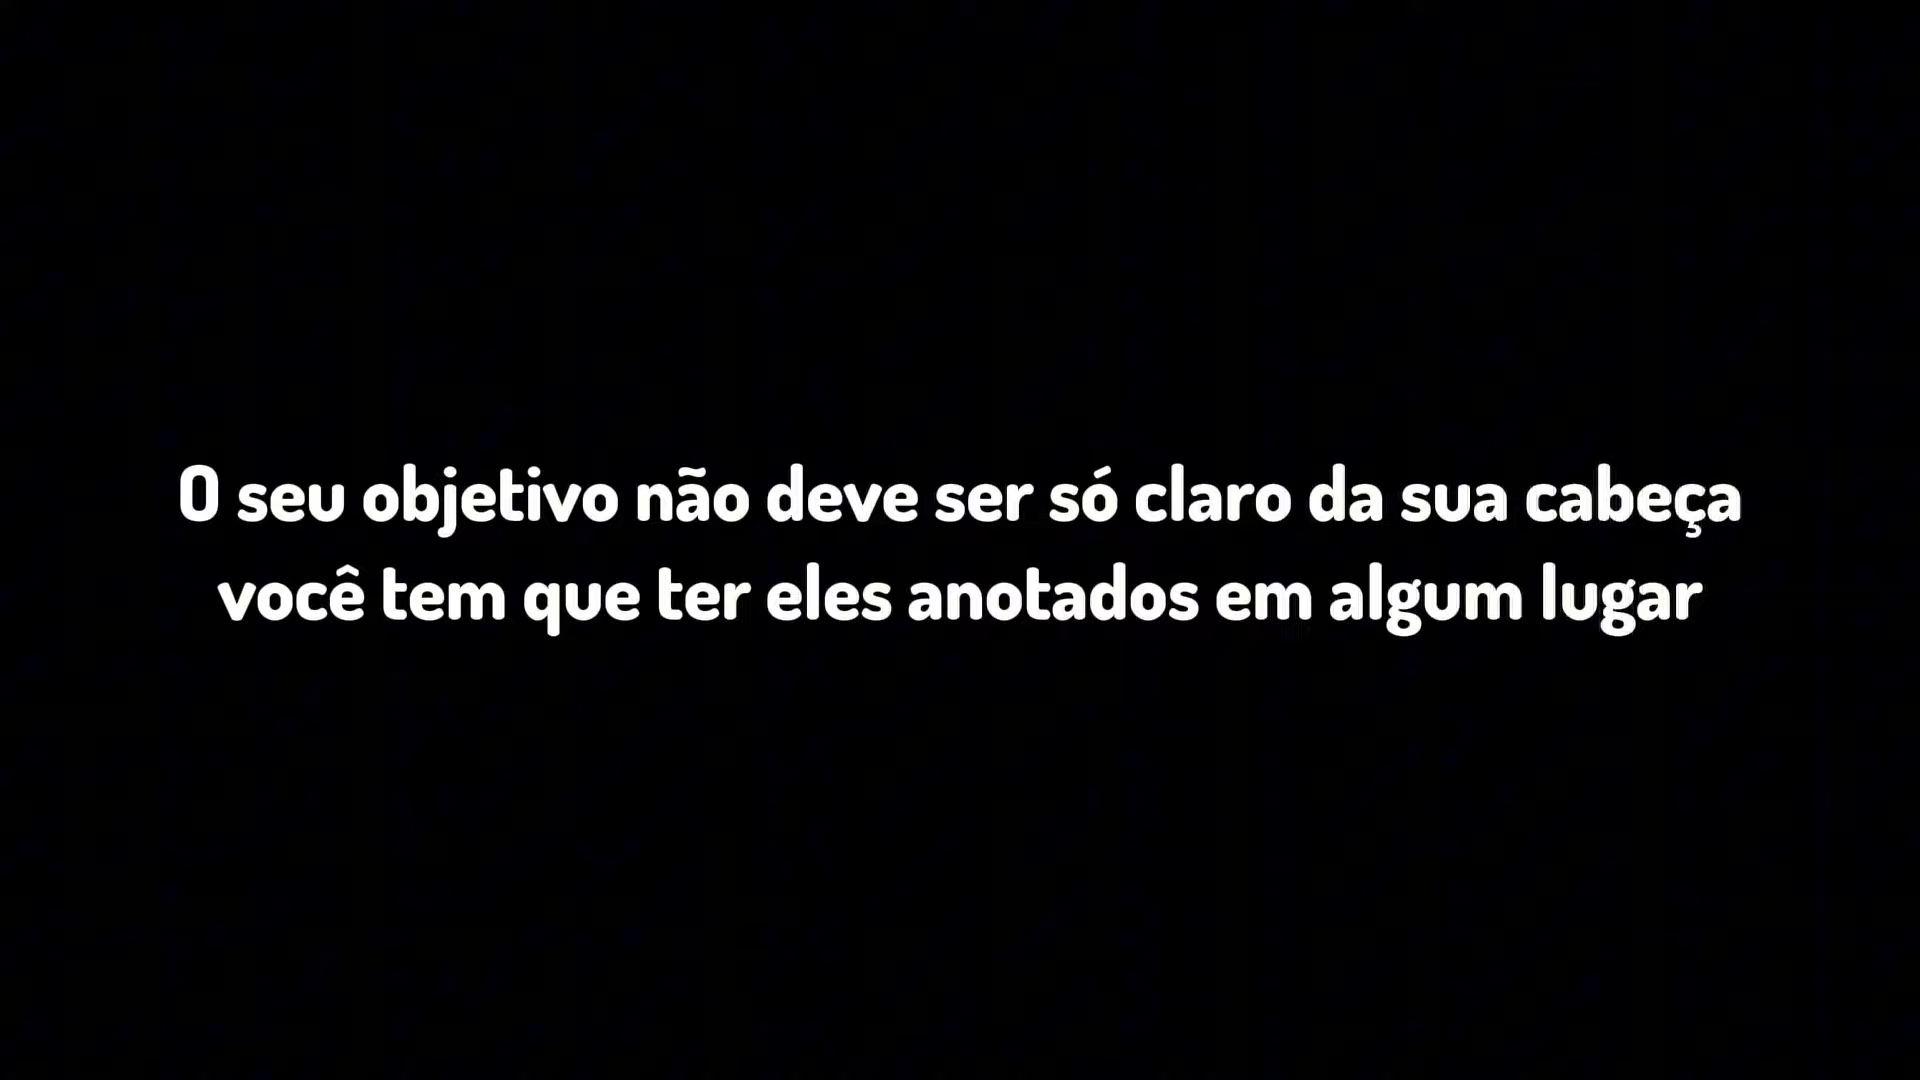 O seu objetivo não deve ser só claro da sua cabeça
você tem que ter eles anotados em algum lugar